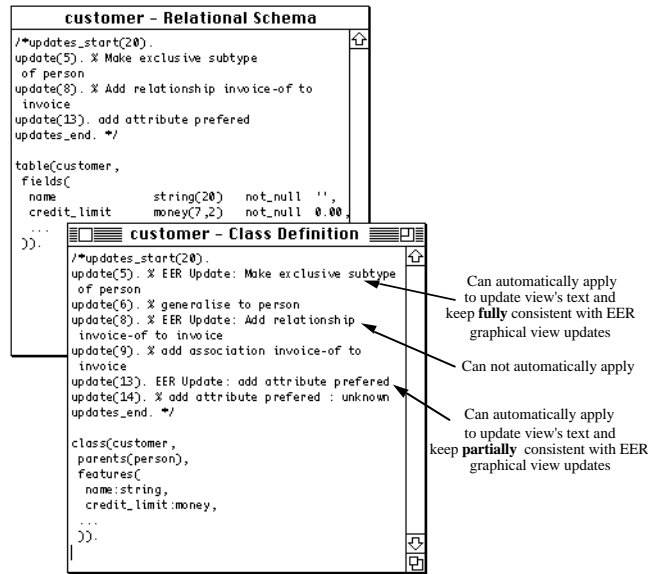 customer - Relational Schema
/*updates_start(20).
update(5). % Make exclusive subtype
of person
update(8). % Add relationship invoice-of to
invoice
update(13). add attribute prefered
updates_end. */
table(customer,
fields(
name string(20) not_null '',
credit_limit money(7,2) not_null 0.00,
...
)).
customer - Class Definition
/*updates_start(20).
update(5). % EER Update: Make exclusive subtype
of person
update(6). % generalise to person
update(8). % EER Update: Add relationship
invoice-of to invoice
update(9). % add association invoice-of to
invoice
update(13). EER Update: add attribute prefered
update(14). % add attribute prefered : unknown
updates_end. */
class(customer,
parents(person),
features(
name:string,
credit_limit:money,
...
)).
Can automatically apply
to update view's text and
keep fully consistent with EER
graphical view updates
Can not automatically apply
Can automatically apply
to update view's text and
keep partially consistent with EER
graphical view updates